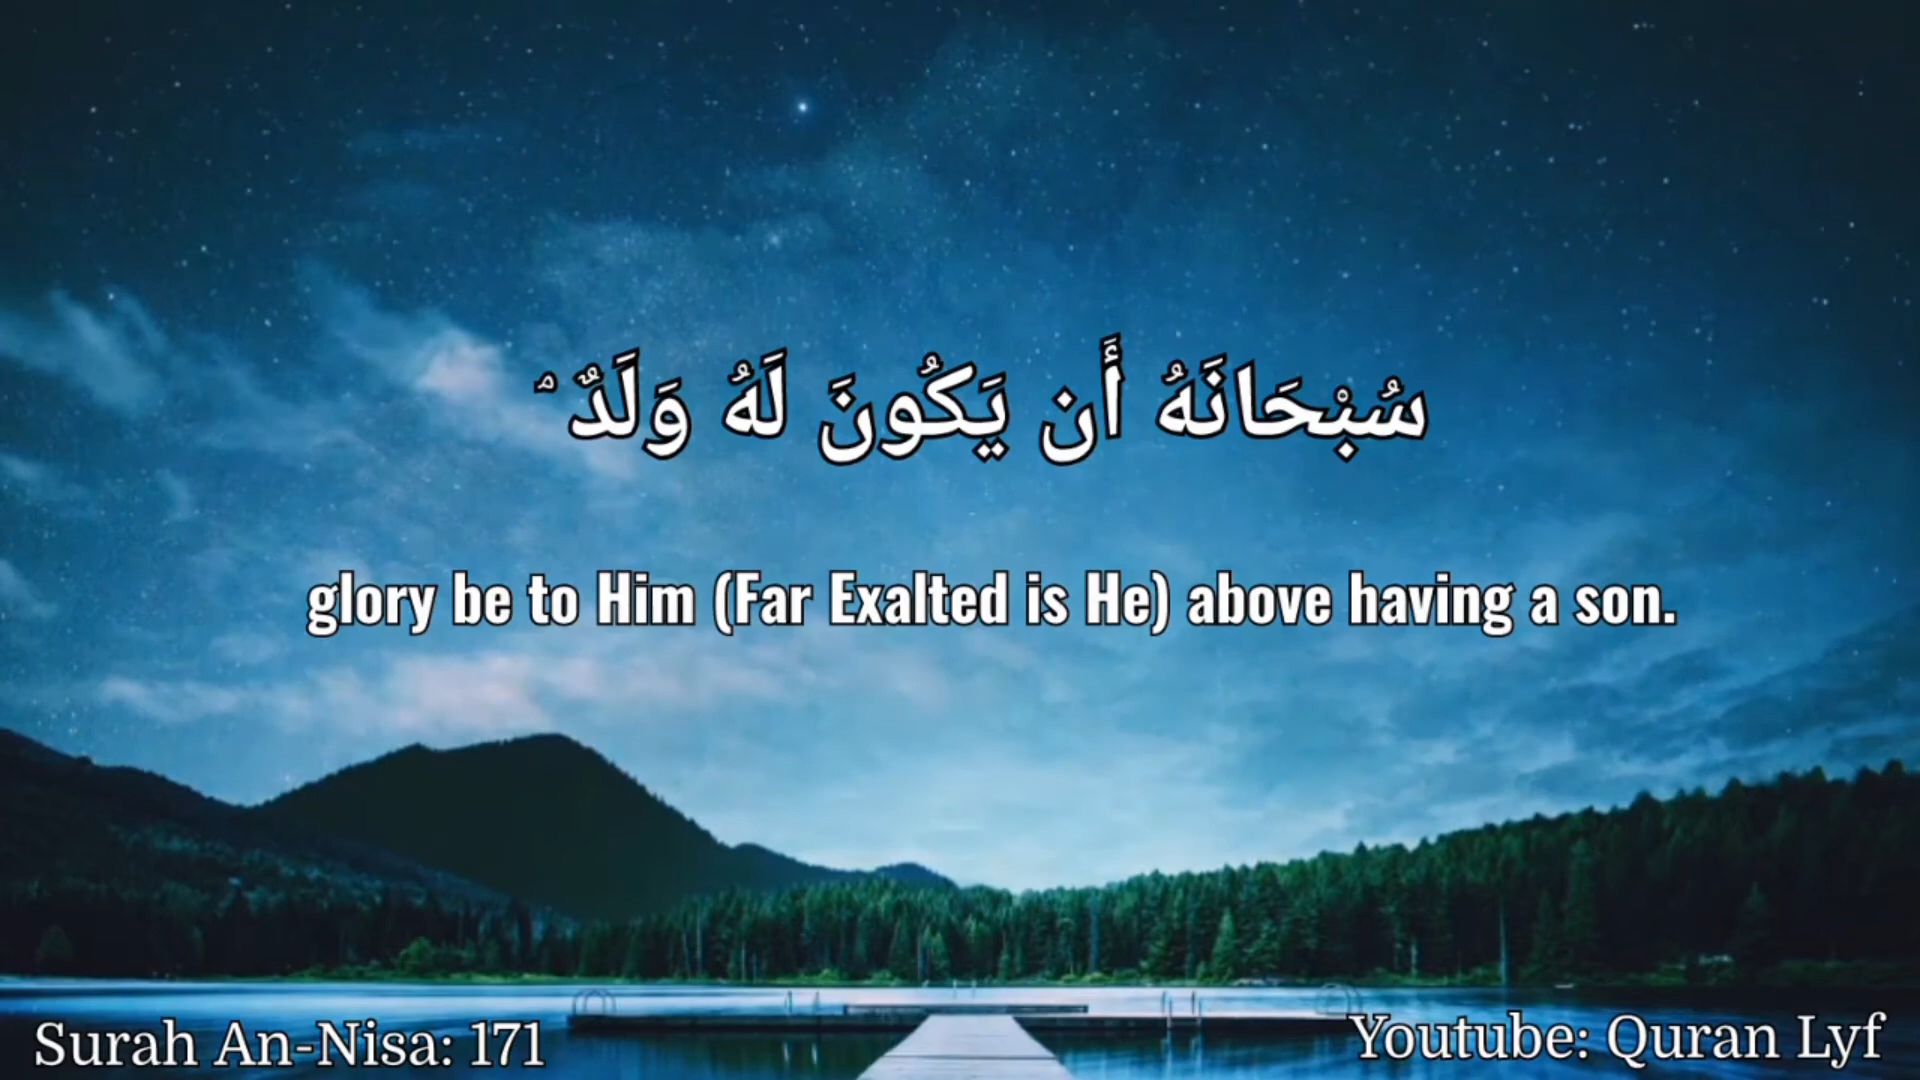 سُبْحَانَهُ أَن يَكُونَ لَهُ وَلَدٌ ۘ
glory be to Him (Far Exalted is He) above having a son.
Surah An-Nisa: 171
Youtube: Quran Lyf